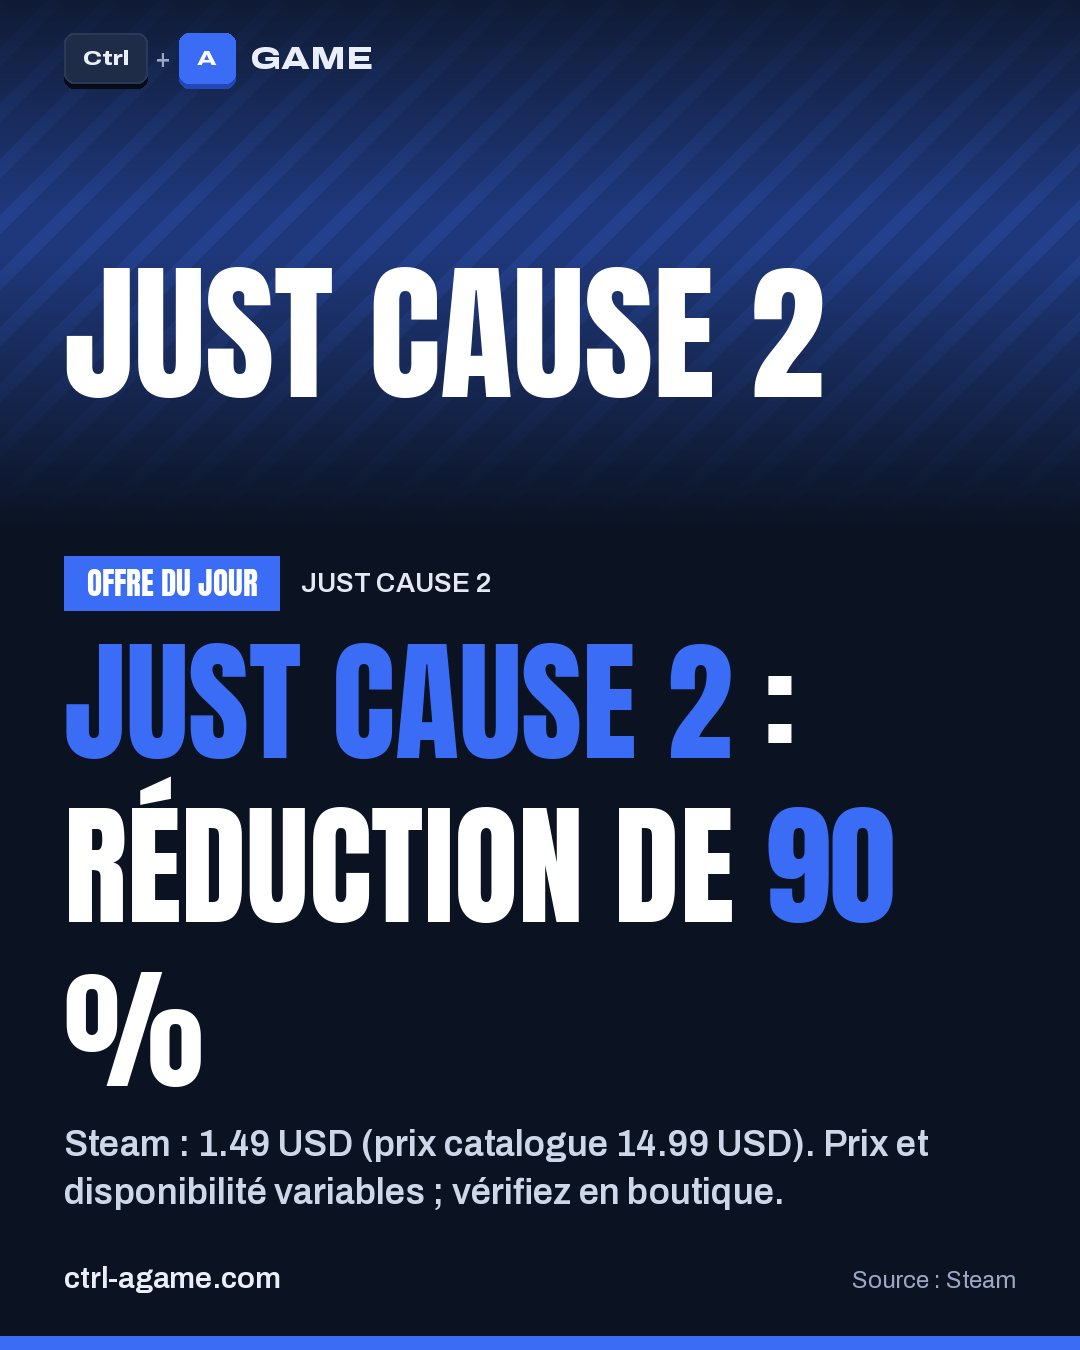 Ctrl + A GAME
JUST CAUSE 2
OFFRE DU JOUR JUST CAUSE 2
JUST CAUSE 2 :
RÉDUCTION DE 90
%
Steam : 1.49 USD (prix catalogue 14.99 USD). Prix et
disponibilité variables ; vérifiez en boutique.
ctrl-agame.com Source : Steam